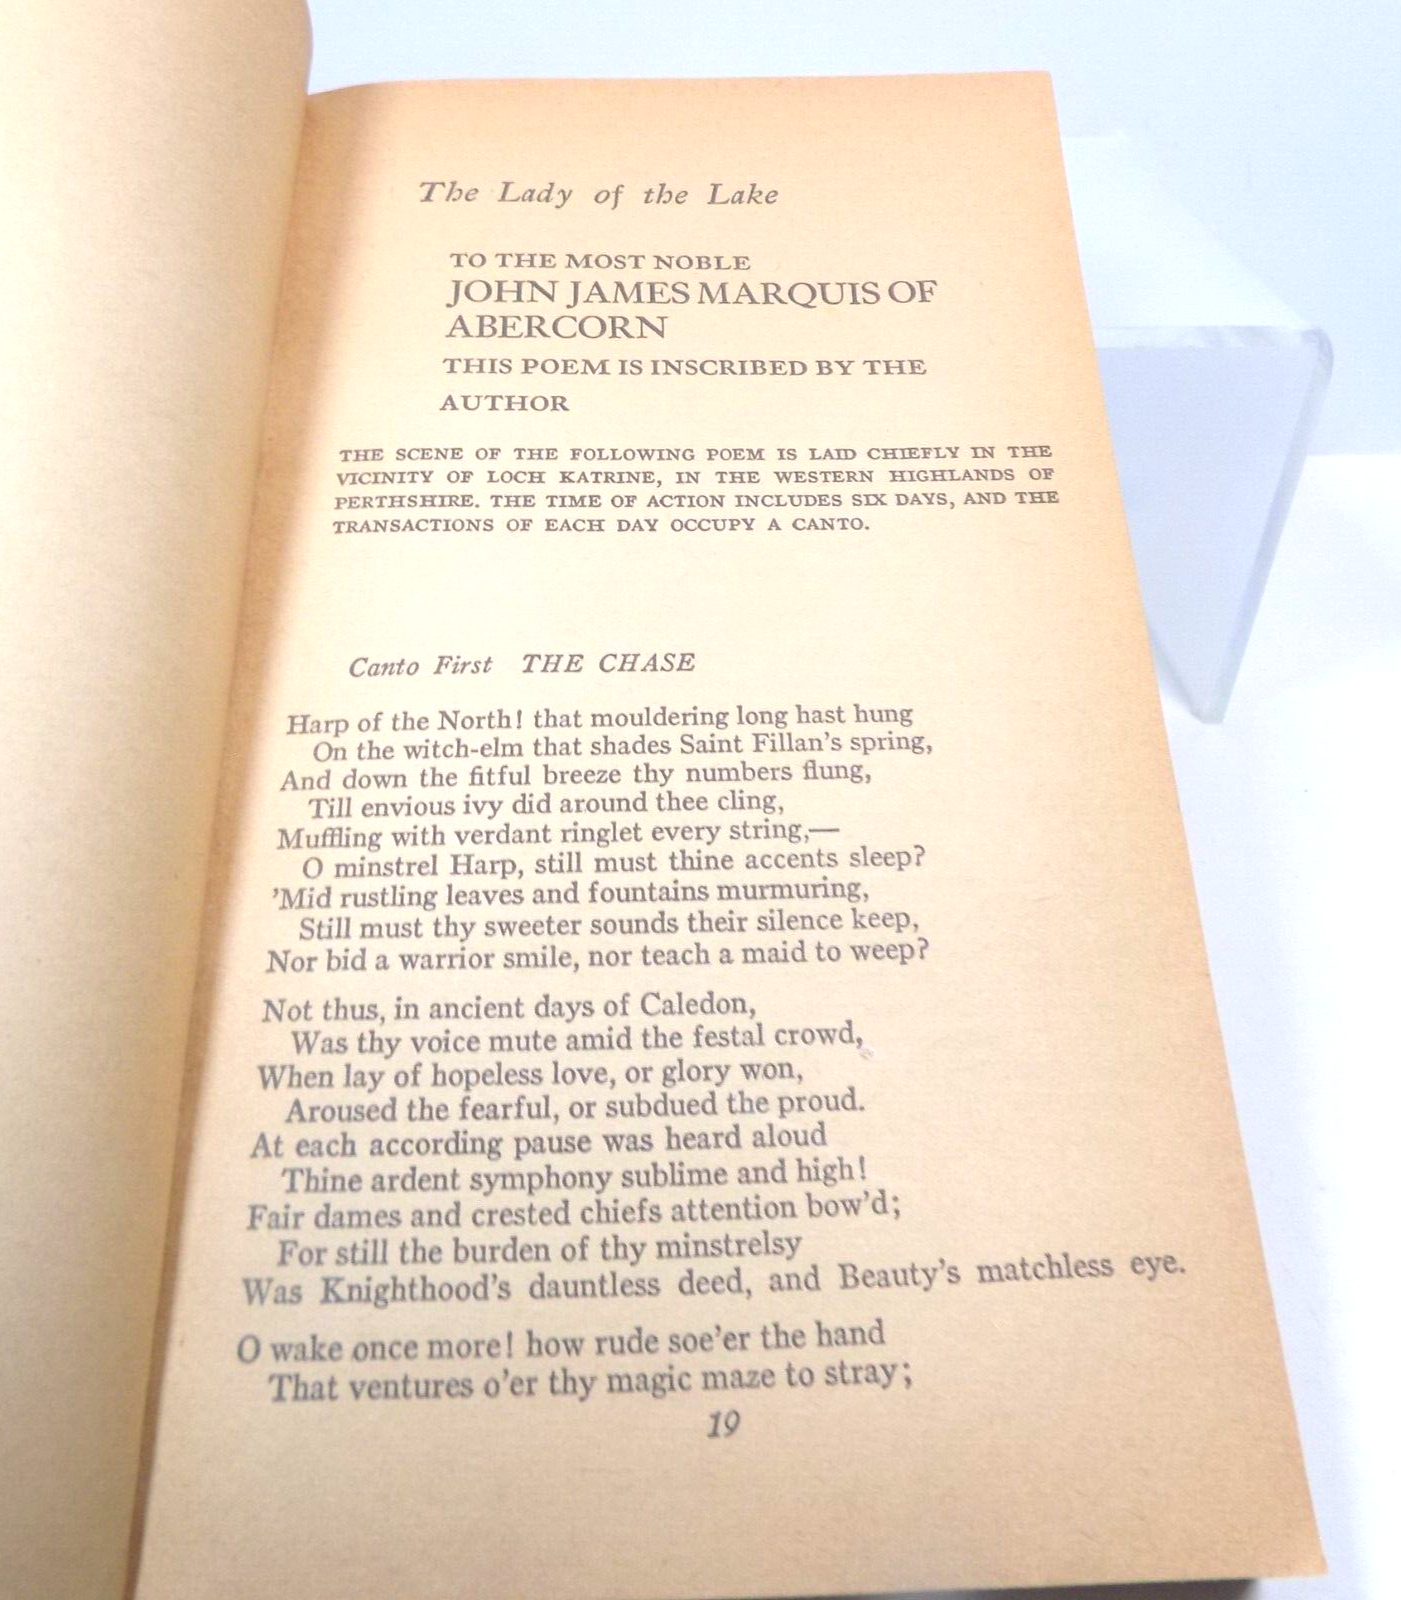 The Lady of the Lake
TO THE MOST NOBLE
JOHN JAMES MARQUIS OF
ABERCORN
THIS POEM IS INSCRIBED BY THE
AUTHOR
THE SCENE OF THE FOLLOWING POEM IS LAID CHIEFLY IN THE
VICINITY OF LOCH KATRINE, IN THE WESTERN HIGHLANDS OF
PERTHSHIRE. THE TIME OF ACTION INCLUDES SIX DAYS, AND THE
TRANSACTIONS OF EACH DAY OCCUPY A CANTO.
Canto First THE CHASE
Harp of the North! that mouldering long hast hung
On the witch-elm that shades Saint Fillan's spring,
And down the fitful breeze thy numbers flung,
Till envious ivy did around thee cling,
Muffling with verdant ringlet every string,—
O minstrel Harp, still must thine accents sleep?
'Mid rustling leaves and fountains murmuring,
Still must thy sweeter sounds their silence keep,
Nor bid a warrior smile, nor teach a maid to weep?
Not thus, in ancient days of Caledon,
Was thy voice mute amid the festal crowd,
When lay of hopeless love, or glory won,
Aroused the fearful, or subdued the proud.
At each according pause was heard aloud
Thine ardent symphony sublime and high!
Fair dames and crested chiefs attention bow'd;
For still the burden of thy minstrelsy
Was Knighthood's dauntless deed, and Beauty's matchless eye.
O wake once more! how rude soe'er the hand
That ventures o'er thy magic maze to stray;
19